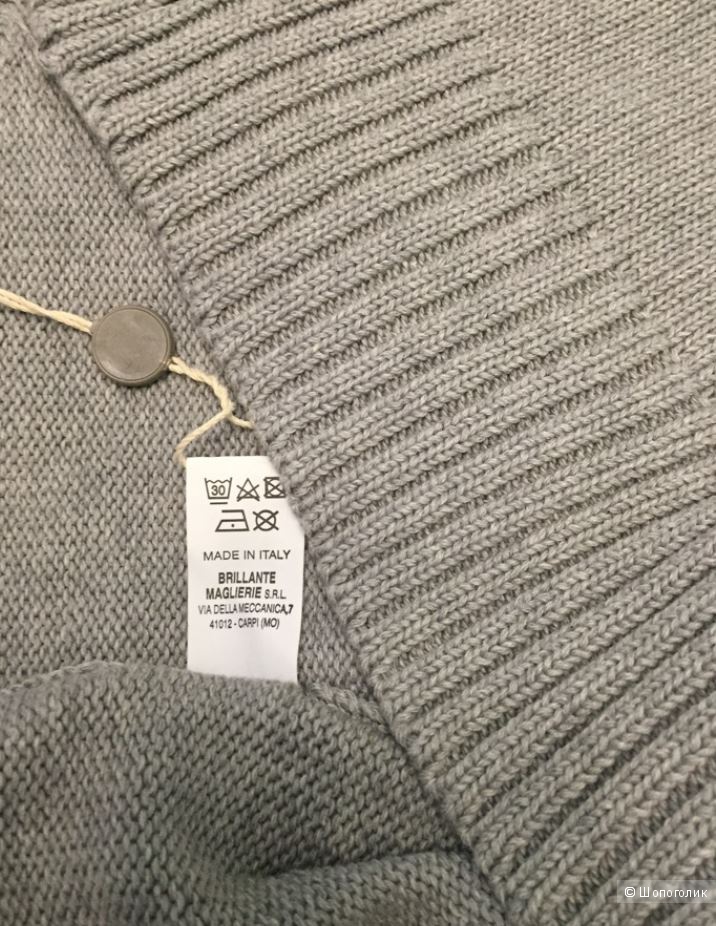 30
MADE IN ITALY
BRILLANTE
MAGLIERIE S.R.L
VIA DELLA MECCANICA,7
41012 - CARPI (MO)
© Шопоголик